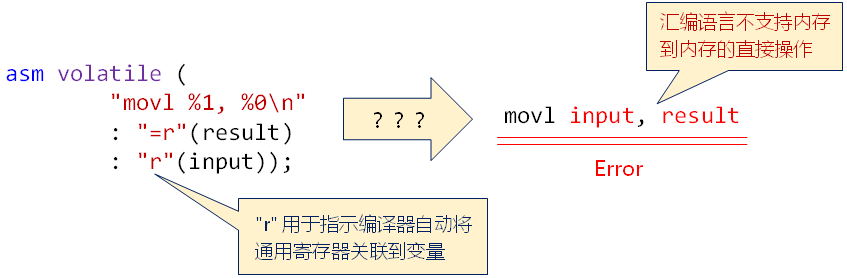 汇编语言不支持内存
到内存的直接操作
asm volatile (
"movl %1, %0\n"
: "=r"(result)
: "r"(input));
? ? ?
movl input, result
Error
"r" 用于指示编译器自动将
通用寄存器关联到变量